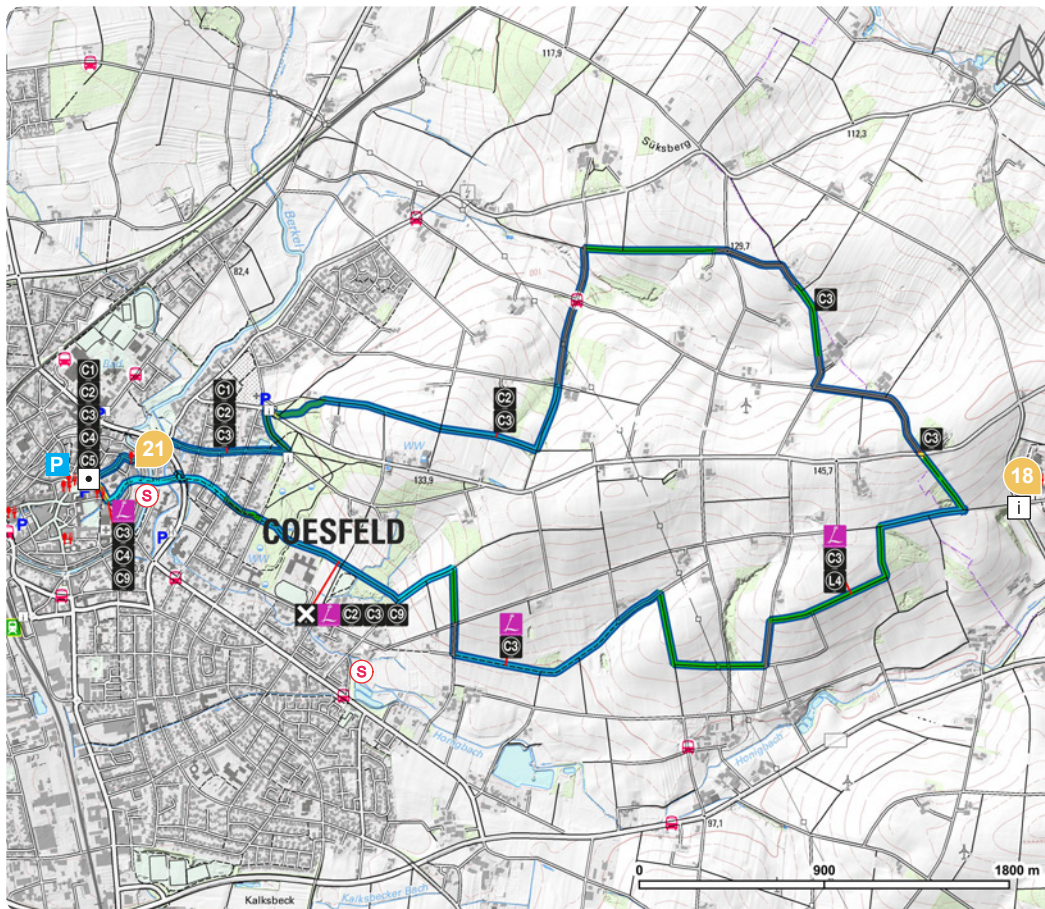 117,9
112,3
Süksberg
Berkel
82,4
129,7
C3
Bad
C1
C2
C3
C4
C5
C1
C2
C3
P
C2
C3
P
21
P
P
S
P
P
WW
133,9
145,7
C3
18
i
L
C3
C4
C9
COESFELD
WW
L
C3
L4
L C2 C3 C9
L
C3
S
Honigbach
Honigbach
97,1
0 900 1800 m
Kalksbeck
Kalksbecker Bach